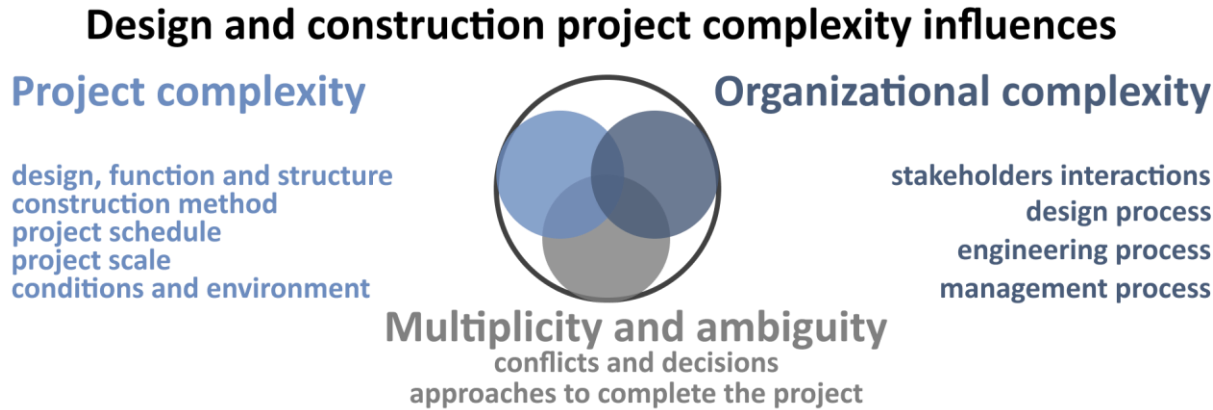 Design and construction project complexity influences
Project complexity
design, function and structure
construction method
project schedule
project scale
conditions and environment
Organizational complexity
stakeholders interactions
design process
engineering process
management process
Multiplicity and ambiguity
conflicts and decisions
approaches to complete the project